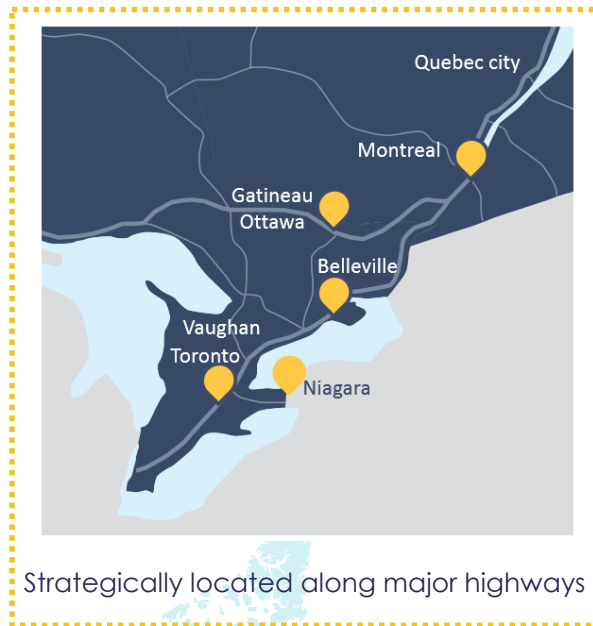 Quebec city
Montreal
Gatineau
Ottawa
Belleville
Vaughan
Toronto
Niagara
Strategically located along major highways